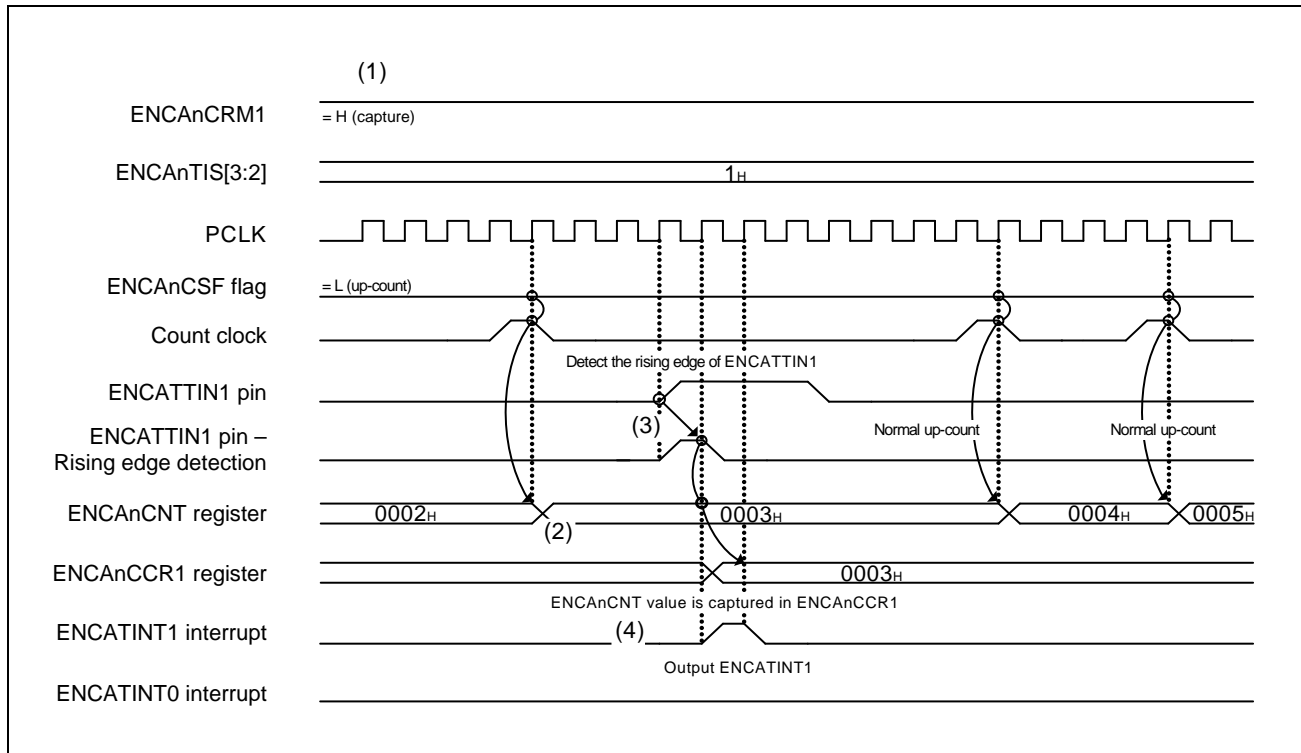 (1)
ENCAnCRM1
= H (capture)
ENCAnTIS[3:2]
1H
PCLK
ENCAnCSF flag
= L (up-count)
Count clock
Detect the rising edge of ENCATTIN1
ENCATTIN1 pin
(3)
Normal up-count
Normal up-count
ENCATTIN1 pin –
Rising edge detection
ENCAnCNT register
0002H
(2)
0003H
0004H
0005H
ENCAnCCR1 register
0003H
ENCAnCNT value is captured in ENCAnCCR1
ENCATINT1 interrupt
(4)
Output ENCATINT1
ENCATINT0 interrupt